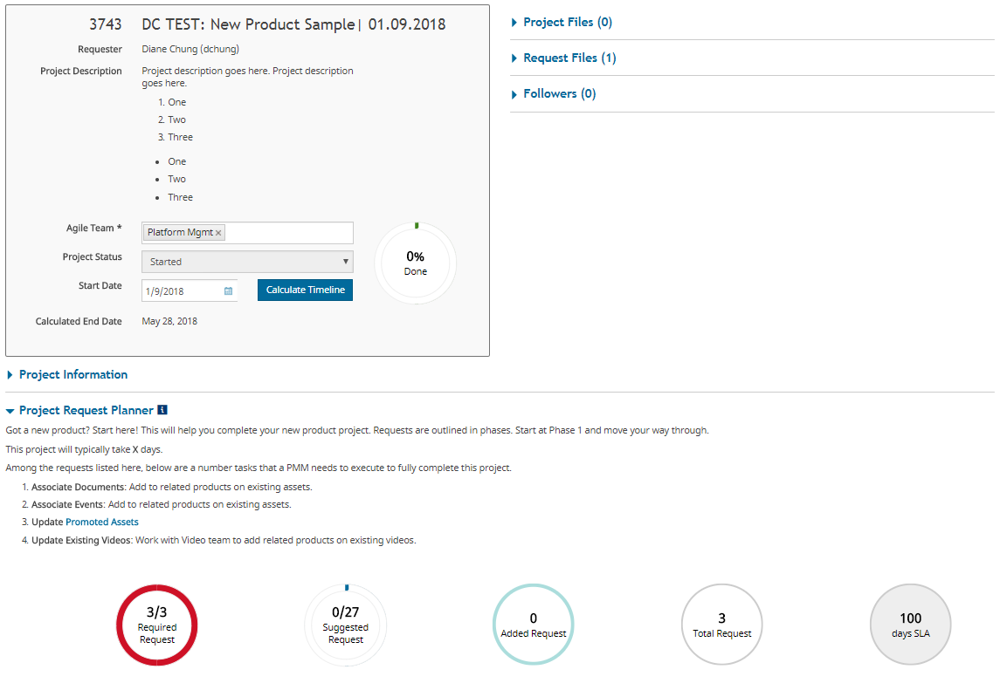 3743 DC TEST: New Product Sample| 01.09.2018
Requester Diane Chung (dchung)
Project Description Project description goes here. Project description
goes here.
1. One
2. Two
3. Three
• One
• Two
• Three
Agile Team * Platform Mgmt ×
Project Status Started
Start Date 1/9/2018 Calculate Timeline
Calculated End Date May 28, 2018
0%
Done
Project Files (0)
Request Files (1)
Followers (0)
Project Information
Project Request Planner i
Got a new product? Start here! This will help you complete your new product project. Requests are outlined in phases. Start at Phase 1 and move your way through.
This project will typically take X days.
Among the requests listed here, below are a number tasks that a PMM needs to execute to fully complete this project.
1. Associate Documents: Add to related products on existing assets.
2. Associate Events: Add to related products on existing assets.
3. Update Promoted Assets
4. Update Existing Videos: Work with Video team to add related products on existing videos.
3/3
Required
Request
0/27
Suggested
Request
0
Added Request
3
Total Request
100
days SLA